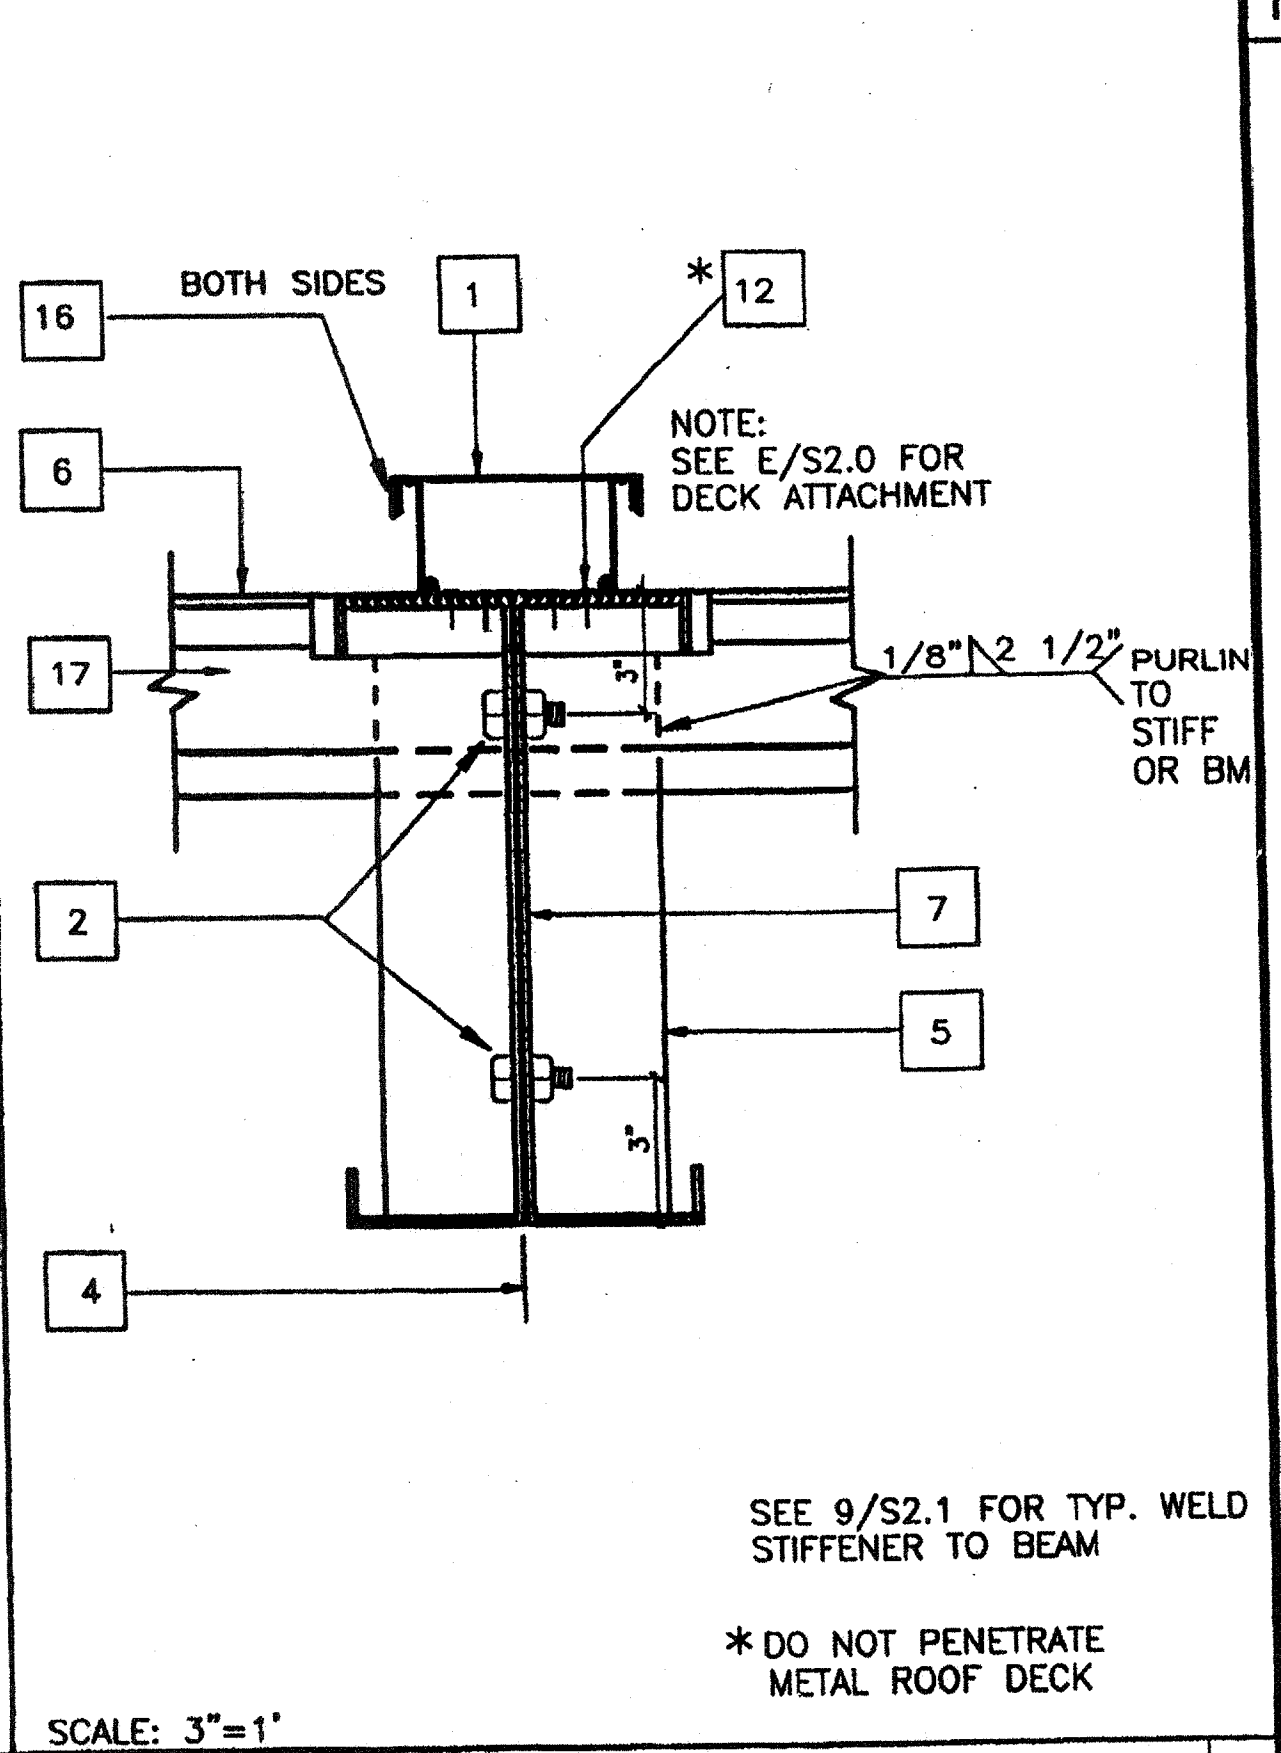 BOTH SIDES
1
* 12
16
NOTE:
SEE E/S2.0 FOR
DECK ATTACHMENT
6
17
3"
1/8" 2 1/2"
PURLIN
TO
STIFF
OR BM
2
7
5
3"
4
SEE 9/S2.1 FOR TYP. WELD
STIFFENER TO BEAM
* DO NOT PENETRATE
METAL ROOF DECK
SCALE: 3"=1'